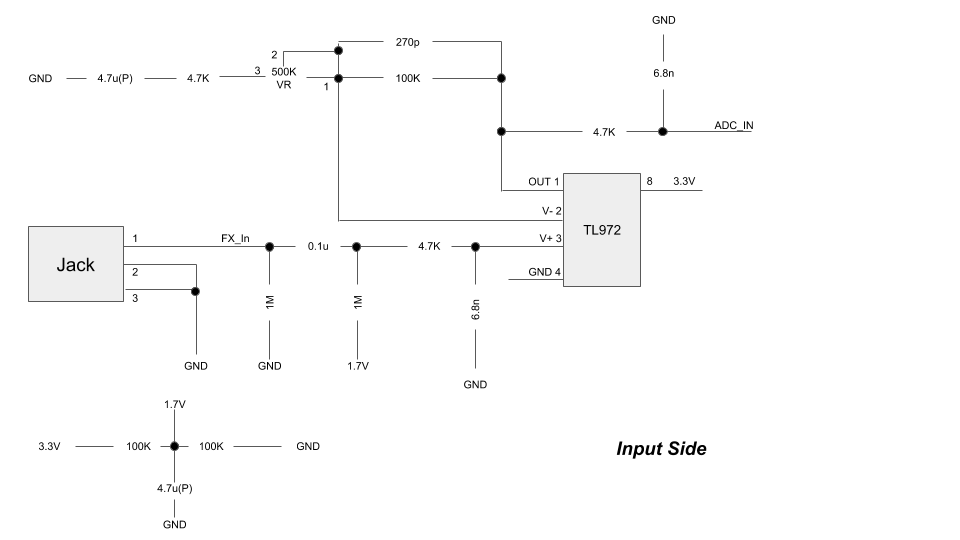 GND
270p
2
GND
4.7u(P)
4.7K
3
500K
VR
1
100K
6.8n
4.7K
ADC_IN
OUT 1
8
3.3V
V- 2
TL972
V+ 3
GND 4
Jack
1
FX_In
0.1u
4.7K
2
3
1M
1M
6.8n
GND
GND
1.7V
GND
1.7V
3.3V
100K
100K
GND
4.7u(P)
GND
Input Side